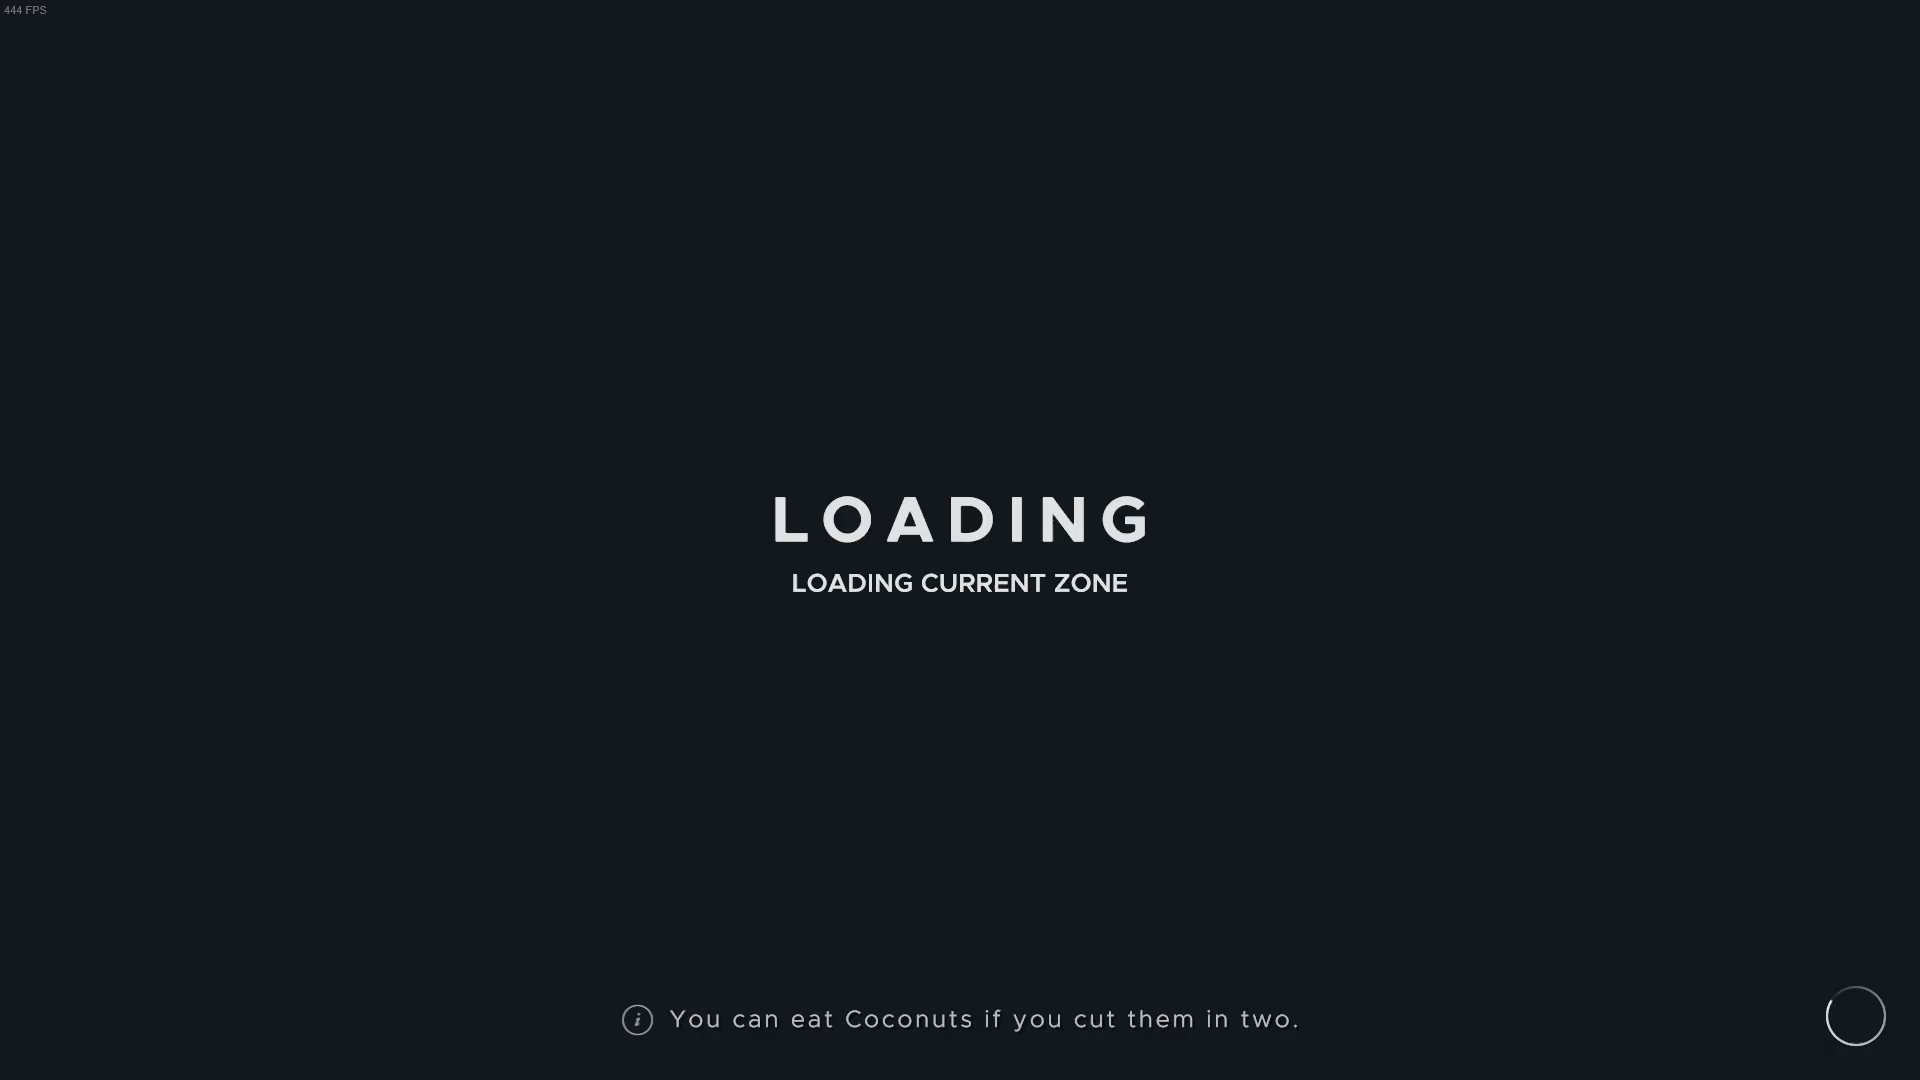 444 FPS
LOADING
LOADING CURRENT ZONE
i You can eat Coconuts if you cut them in two.